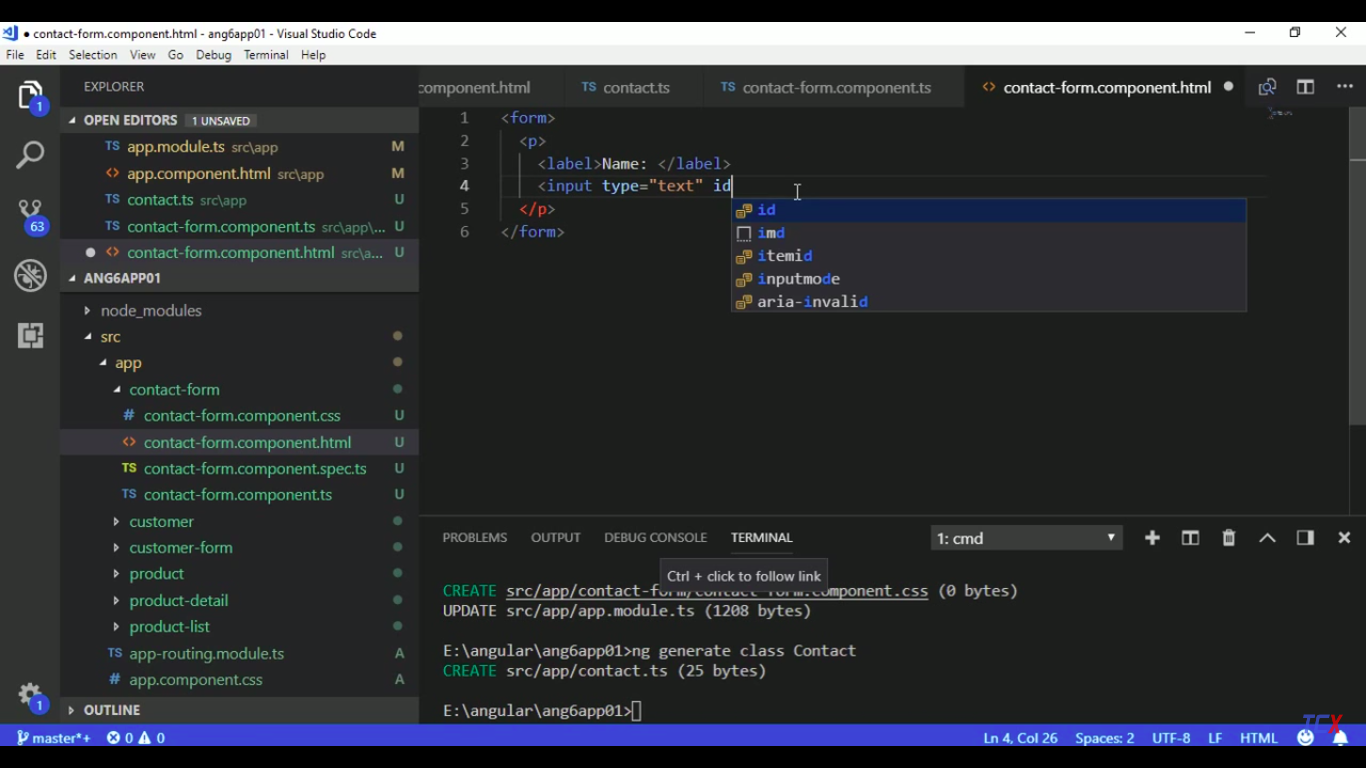 ● contact-form.component.html - ang6app01 - Visual Studio Code
File Edit Selection View Go Debug Terminal Help
EXPLORER
OPEN EDITORS 1 UNSAVED
TS app.module.ts src\app M
<> app.component.html src\app M
TS contact.ts src\app U
TS contact-form.component.ts src\app\... U
● <> contact-form.component.html src\a... U
ANG6APP01
node_modules
src
app
contact-form
# contact-form.component.css U
<> contact-form.component.html U
TS contact-form.component.spec.ts U
TS contact-form.component.ts U
customer
customer-form
product
product-detail
product-list
TS app-routing.module.ts A
# app.component.css A
OUTLINE
1
63
1
component.html TS contact.ts TS contact-form.component.ts <> contact-form.component.html ●
1 <form>
2 <p>
3 <label>Name: </label>
4 <input type="text" id
5 </p>
6 </form>
id
imd
itemid
inputmode
aria-invalid
PROBLEMS OUTPUT DEBUG CONSOLE TERMINAL 1: cmd
Ctrl + click to follow link
CREATE src/app/contact-form/contact-form.component.css (0 bytes)
UPDATE src/app/app.module.ts (1208 bytes)
E:\angular\ang6app01>ng generate class Contact
CREATE src/app/contact.ts (25 bytes)
E:\angular\ang6app01>
TCX
master*+ 0 0 Ln 4, Col 26 Spaces: 2 UTF-8 LF HTML